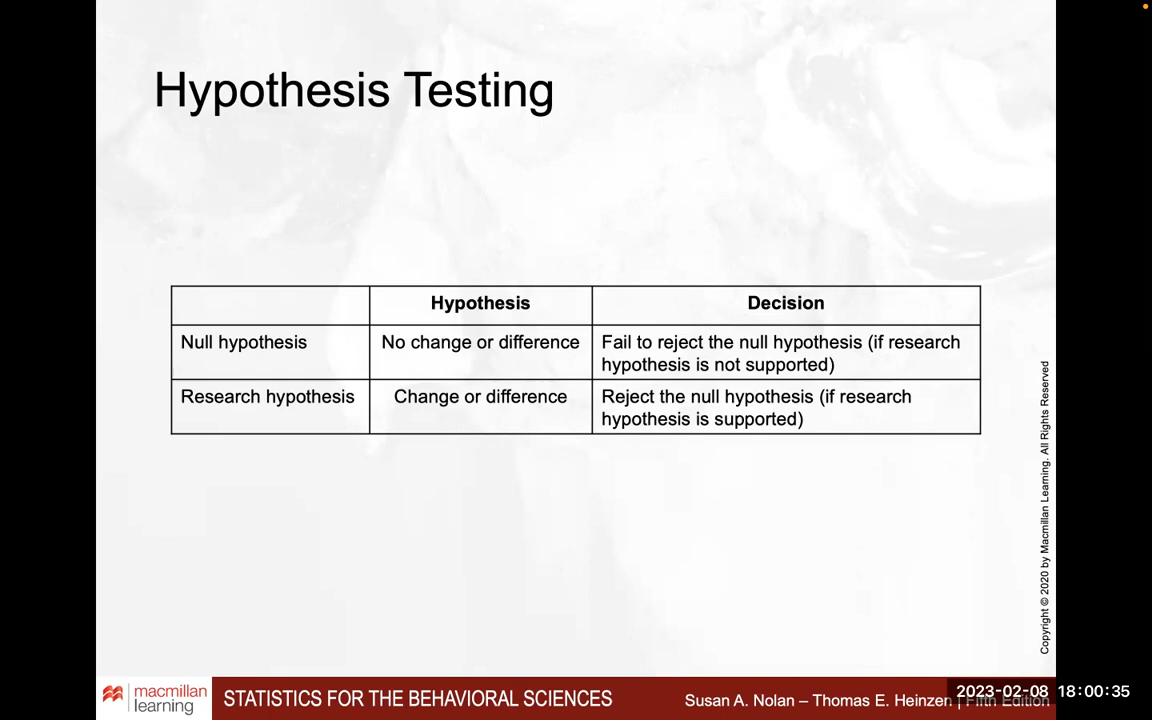 Hypothesis Testing
Hypothesis Decision
Null hypothesis No change or difference Fail to reject the null hypothesis (if research
hypothesis is not supported)
Research hypothesis Change or difference Reject the null hypothesis (if research
hypothesis is supported)
Copyright © 2020 by Macmillan Learning. All Rights Reserved
macmillan
learning
STATISTICS FOR THE BEHAVIORAL SCIENCES
Susan A. Nolan – Thomas E. Heinzen | Fifth Edition
2023-02-08 18:00:35